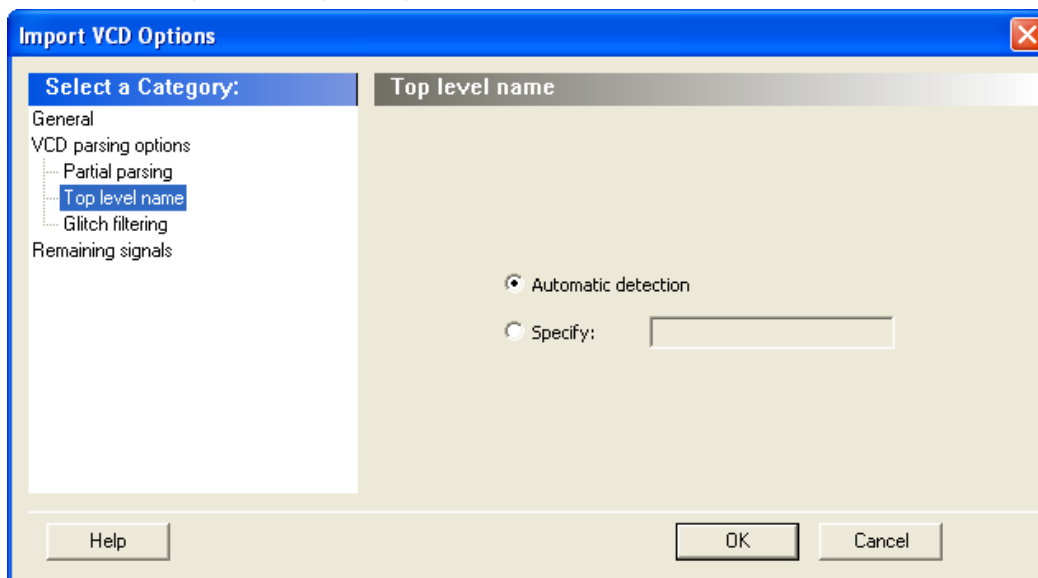 Import VCD Options
Select a Category:
General
VCD parsing options
Partial parsing
Top level name
Glitch filtering
Remaining signals
Top level name
Automatic detection
Specify:
Help
OK
Cancel